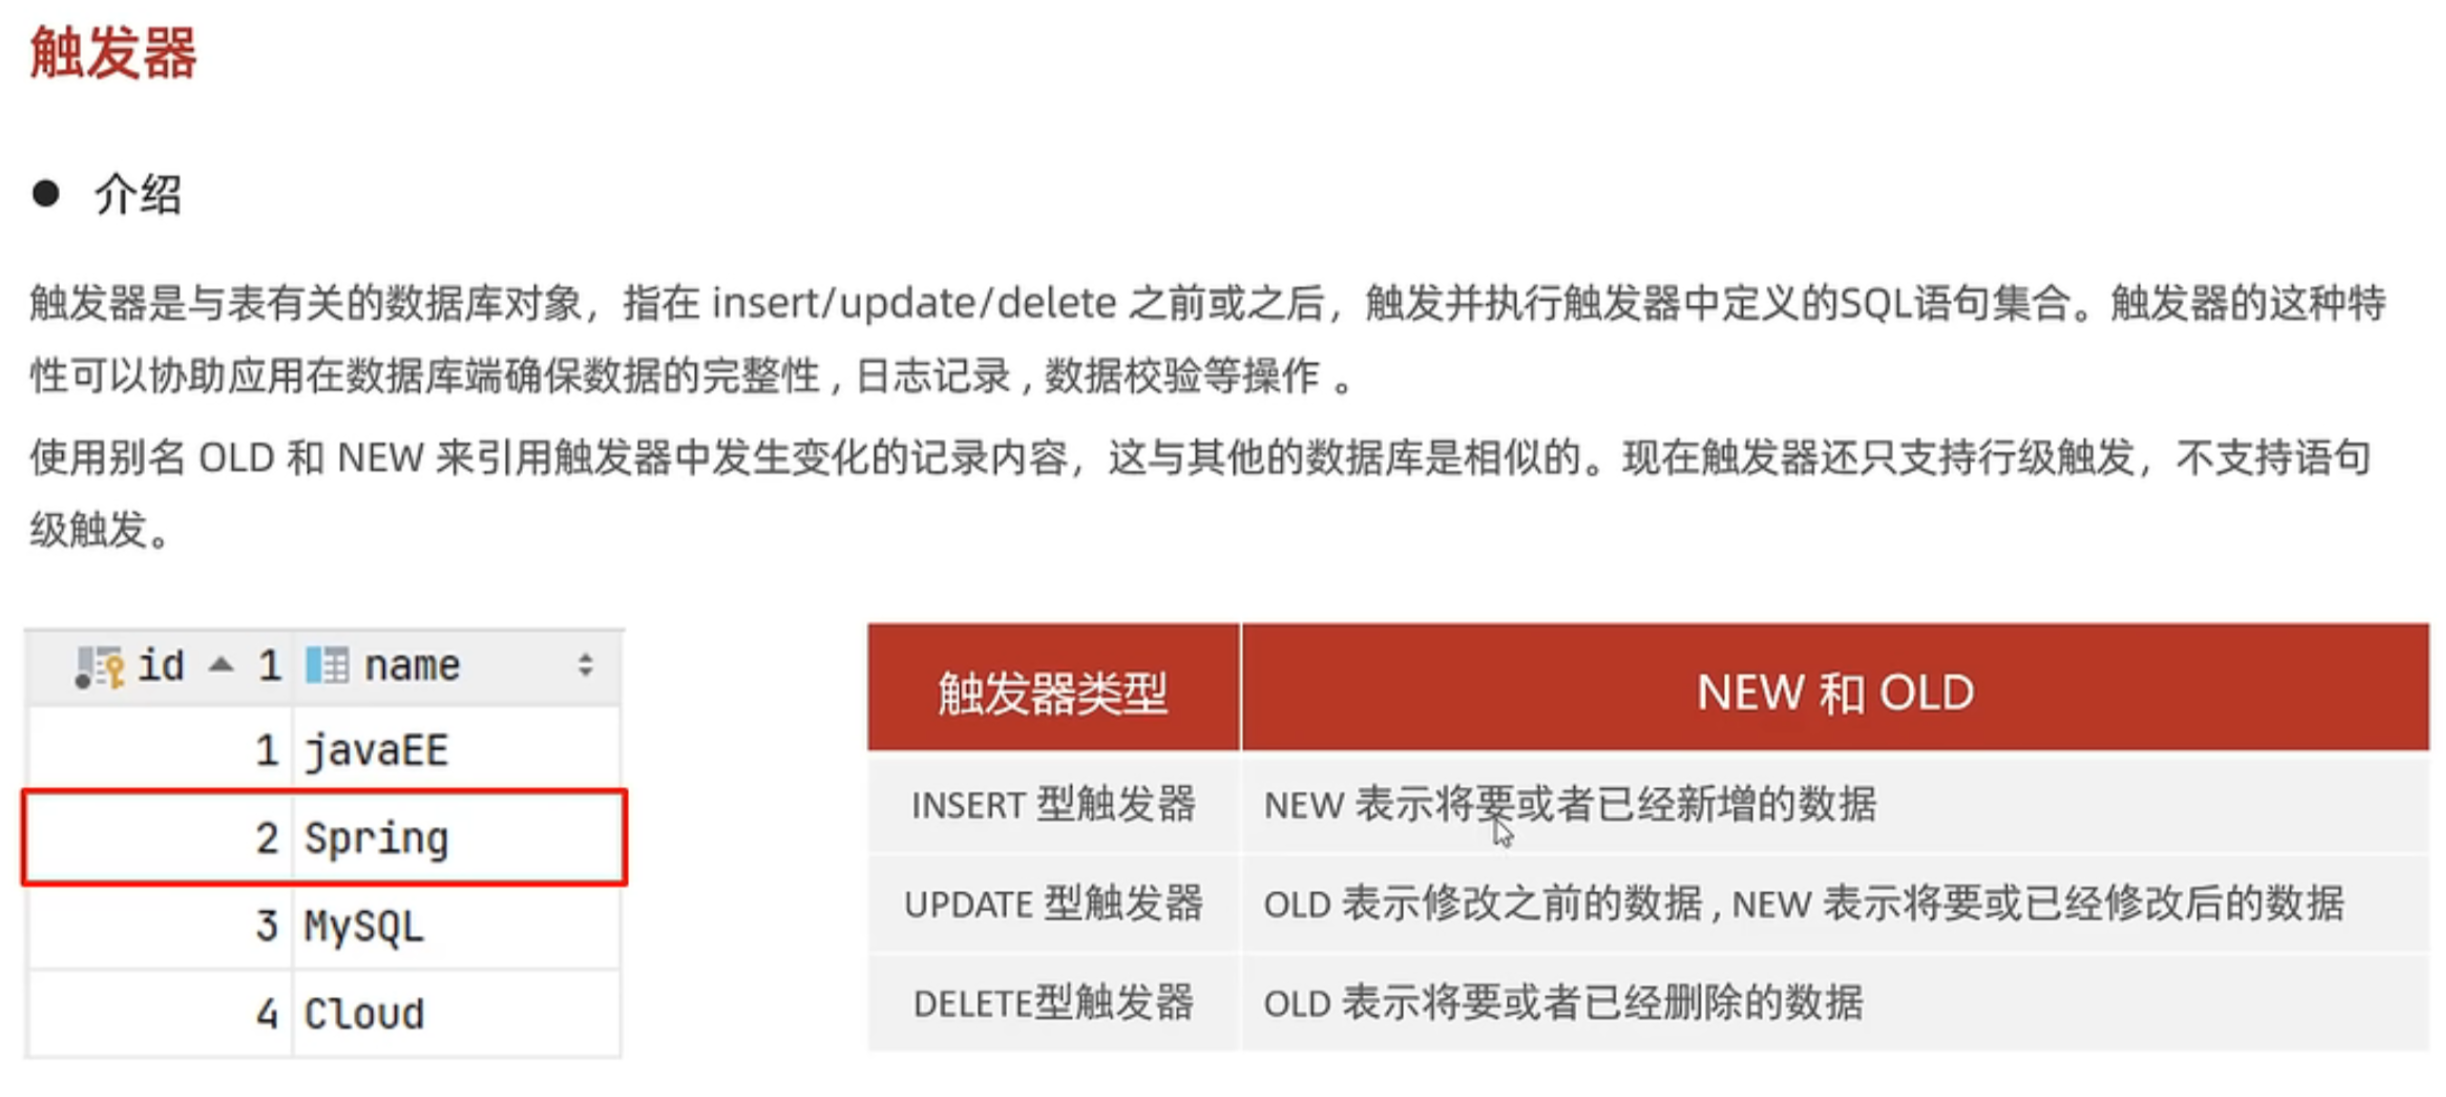 触发器
● 介绍
触发器是与表有关的数据库对象，指在 insert/update/delete 之前或之后，触发并执行触发器中定义的SQL语句集合。触发器的这种特
性可以协助应用在数据库端确保数据的完整性 , 日志记录 , 数据校验等操作 。
使用别名 OLD 和 NEW 来引用触发器中发生变化的记录内容，这与其他的数据库是相似的。现在触发器还只支持行级触发，不支持语句
级触发。
id 1 name
1 javaEE
2 Spring
3 MySQL
4 Cloud
触发器类型 NEW 和 OLD
INSERT 型触发器 NEW 表示将要或者已经新增的数据
UPDATE 型触发器 OLD 表示修改之前的数据 , NEW 表示将要或已经修改后的数据
DELETE型触发器 OLD 表示将要或者已经删除的数据